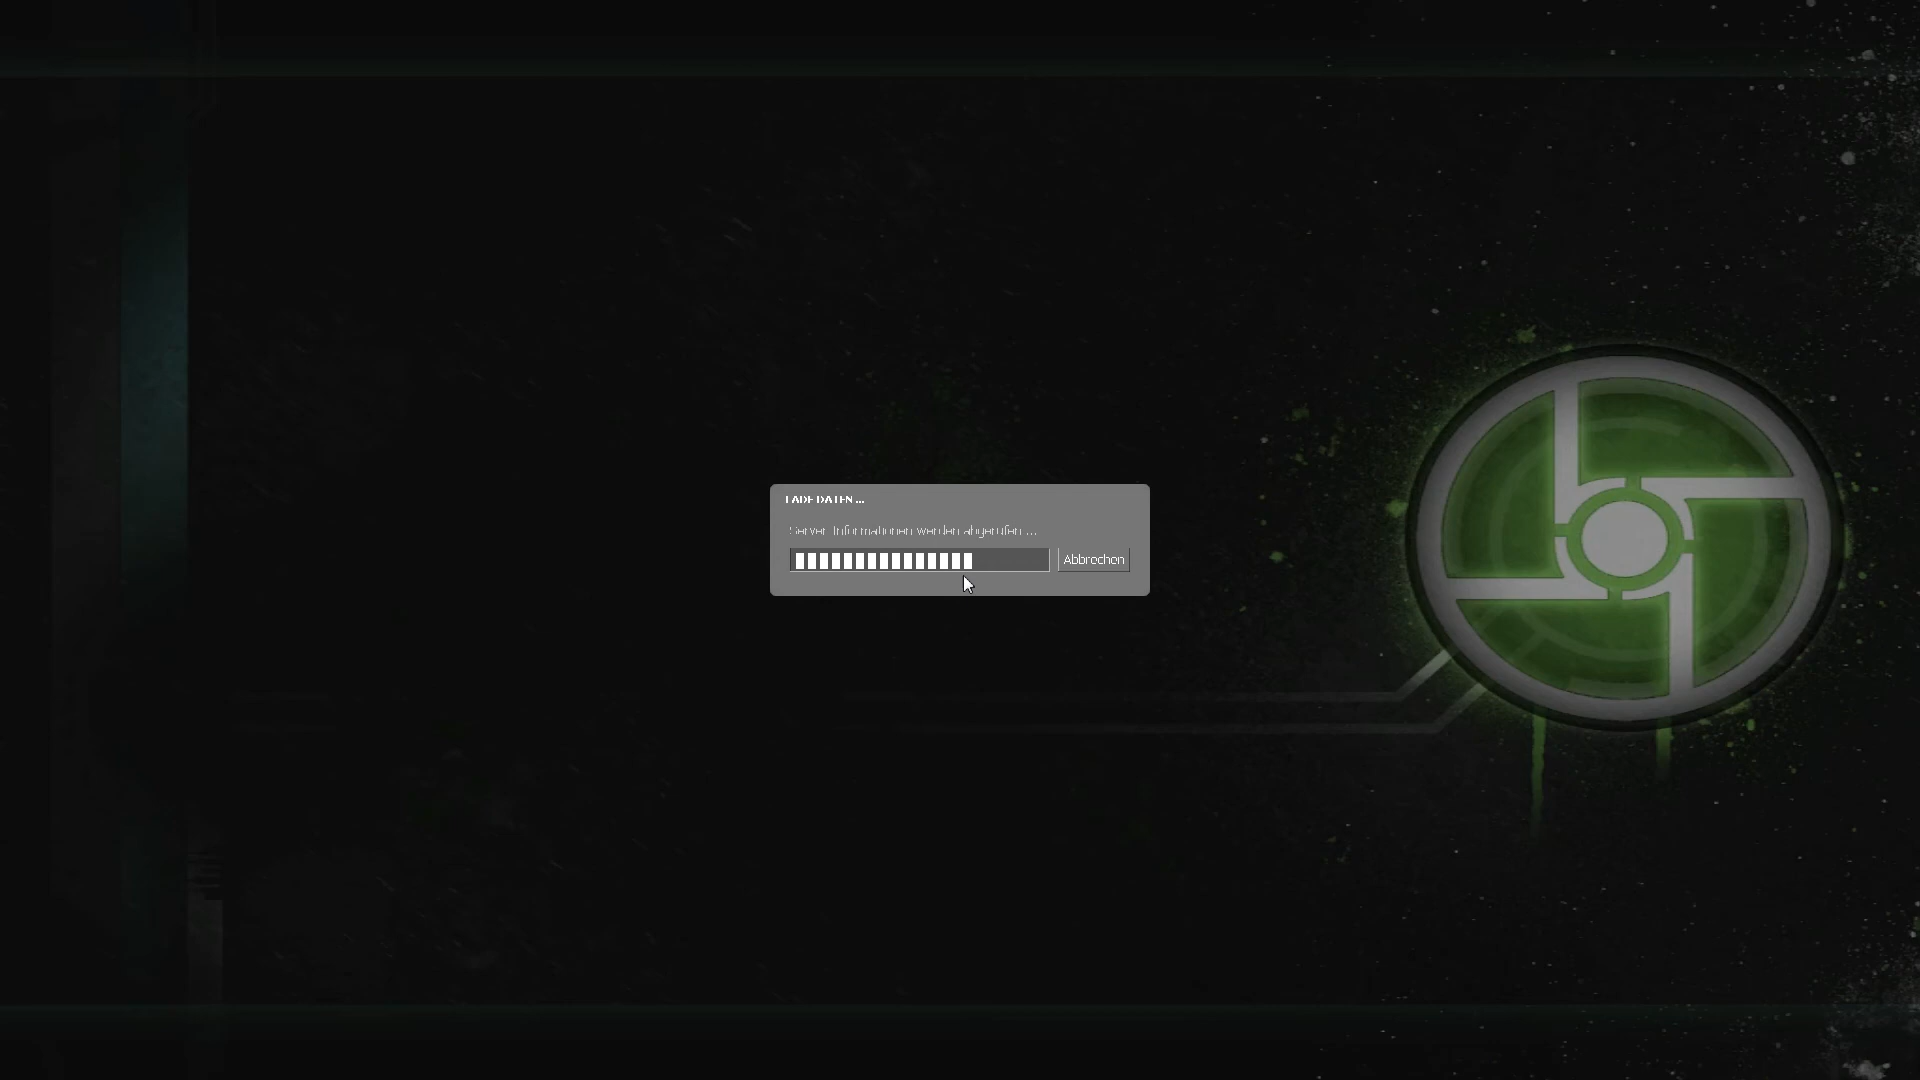 LADE DATEN ...
Server Informationen werden abgerufen ...
Abbrechen